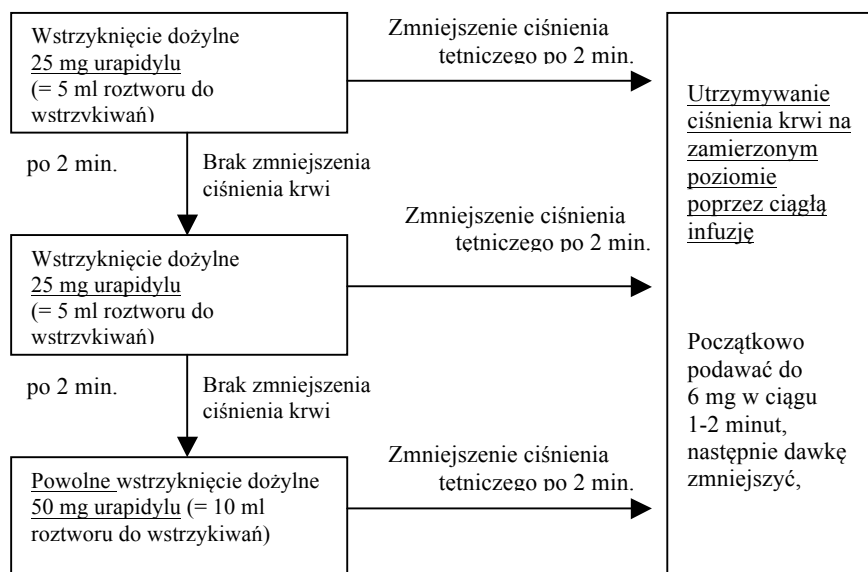 Wstrzyknięcie dożylne
25 mg urapidylu
(= 5 ml roztworu do
wstrzykiwań)
Zmniejszenie ciśnienia
tętniczego po 2 min.
po 2 min.
Brak zmniejszenia
ciśnienia krwi
Wstrzyknięcie dożylne
25 mg urapidylu
(= 5 ml roztworu do
wstrzykiwań)
Zmniejszenie ciśnienia
tętniczego po 2 min.
po 2 min.
Brak zmniejszenia
ciśnienia krwi
Powolne wstrzyknięcie dożylne
50 mg urapidylu (= 10 ml
roztworu do wstrzykiwań)
Zmniejszenie ciśnienia
tętniczego po 2 min.
Utrzymywanie
ciśnienia krwi na
zamierzonym
poziomie
poprzez ciągłą
infuzję
Początkowo
podawać do
6 mg w ciągu
1-2 minut,
następnie dawkę
zmniejszyć,